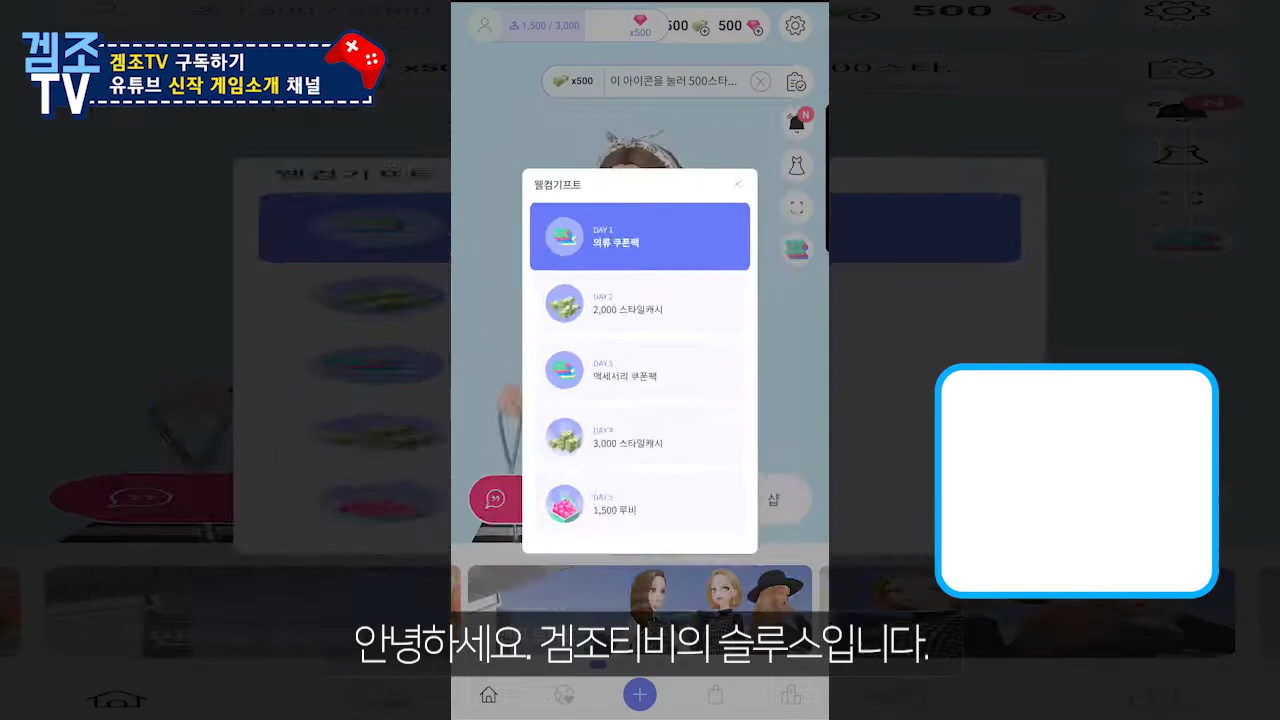 겜조
TV
겜조TV 구독하기
유튜브 신작 게임소개 채널
1,500 / 3,000
x500
500
500
x500
이 아이콘을 눌러 500스타...
N
웰컴기프트
DAY 1
의류 쿠폰팩
DAY 2
2,000 스타일캐시
DAY 3
액세서리 쿠폰팩
DAY 4
3,000 스타일캐시
DAY 5
1,500 루비
샵
안녕하세요. 겜조티비의 슬루스입니다.